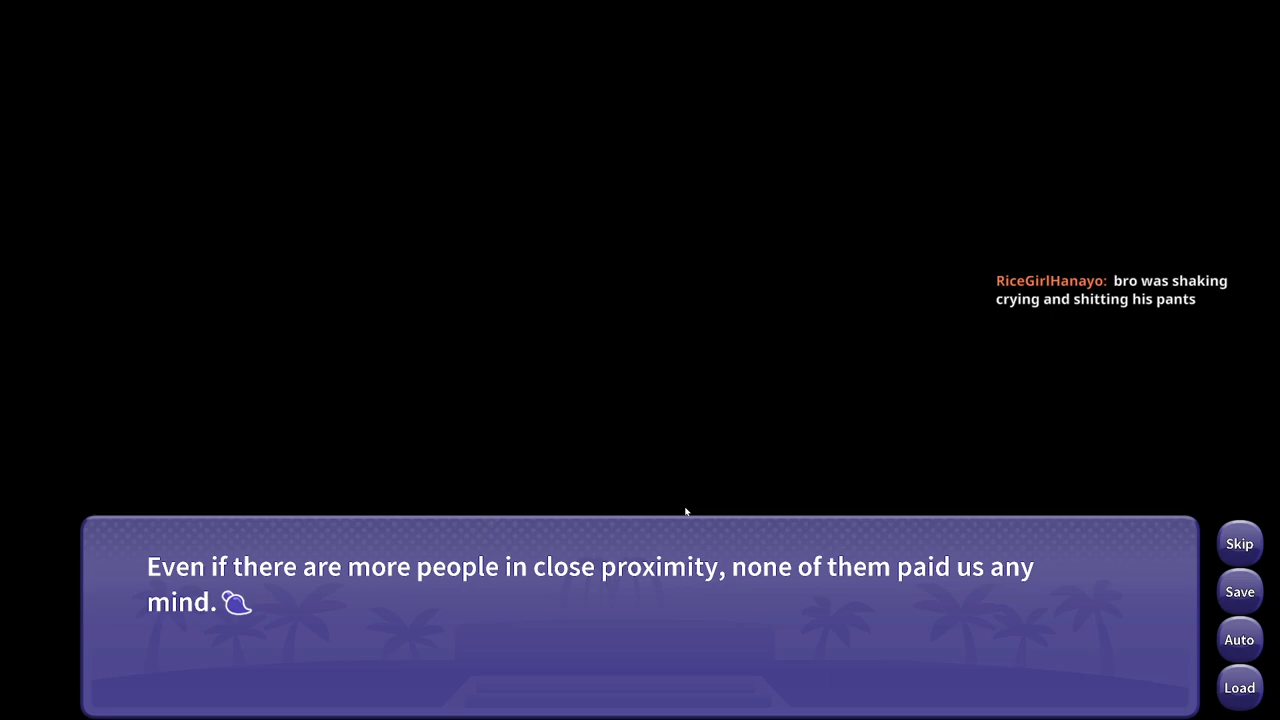 RiceGirlHanayo: bro was shaking
crying and shitting his pants
Even if there are more people in close proximity, none of them paid us any
mind.
Skip
Save
Auto
Load